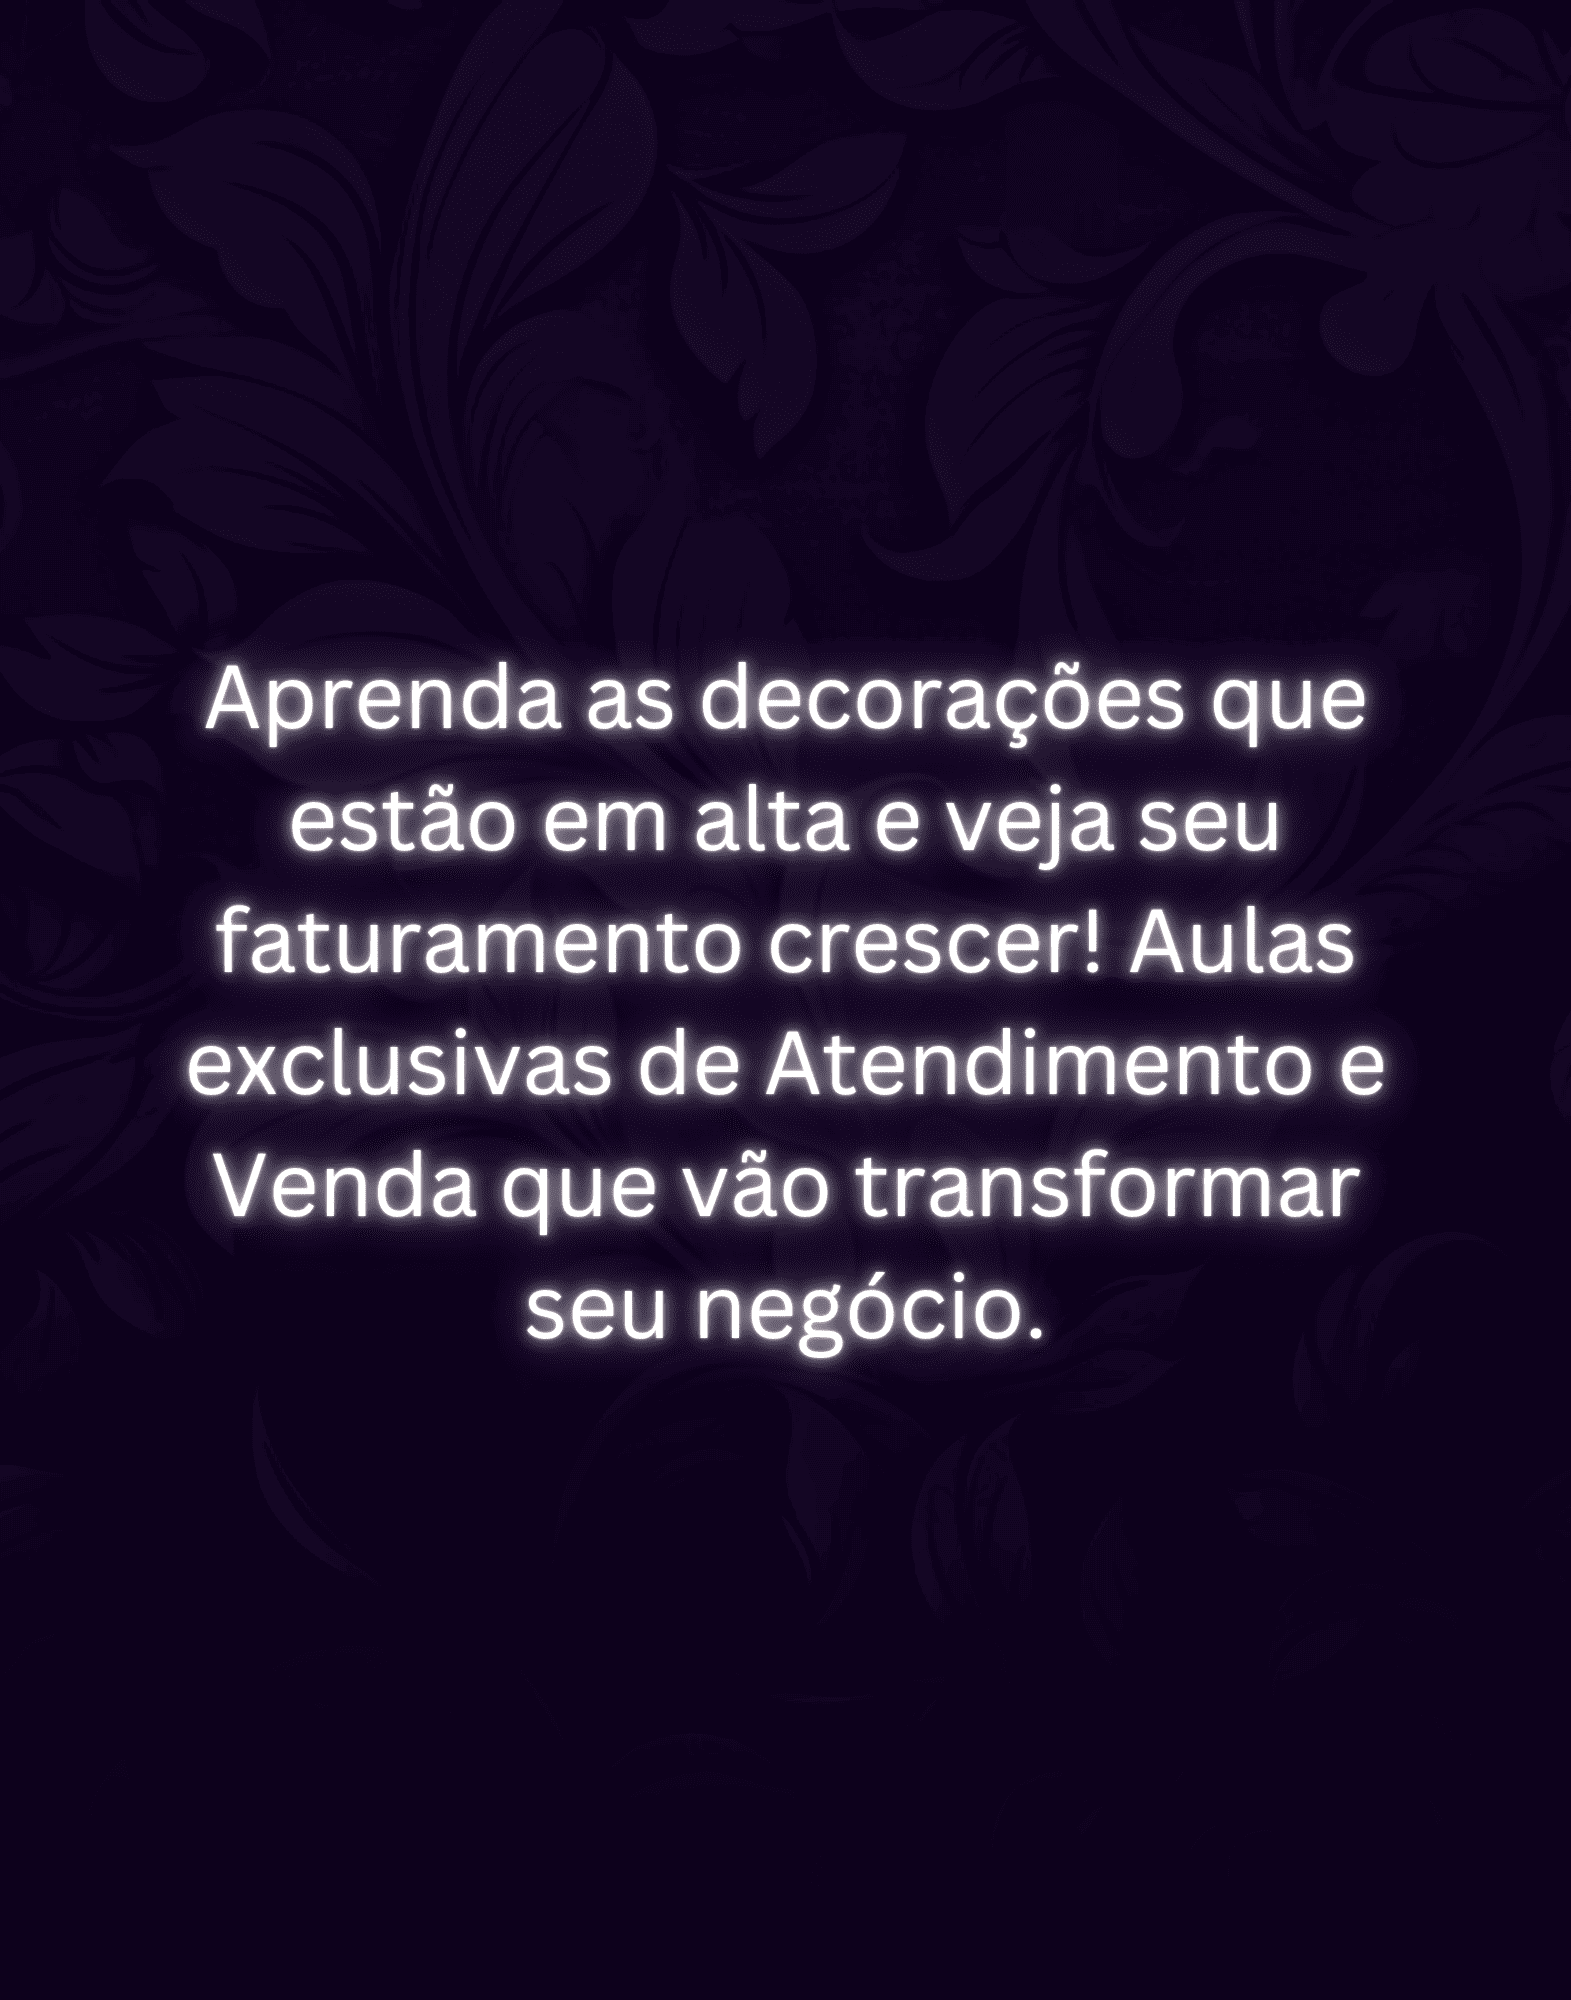 Aprenda as decorações que
estão em alta e veja seu
faturamento crescer! Aulas
exclusivas de Atendimento e
Venda que vão transformar
seu negócio.